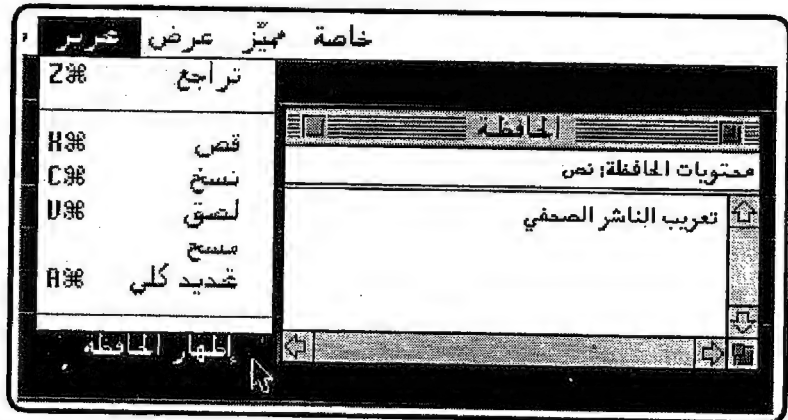 تحرير عرض مميّز خاصة
تراجع ⌘Z
قص ⌘X
نسخ ⌘C
لصق ⌘V
مسح
تحديد كلي ⌘A
إظهار الحافظة
الحافظة
محتويات الحافظة: نص
تعريب الناشر الصحفي